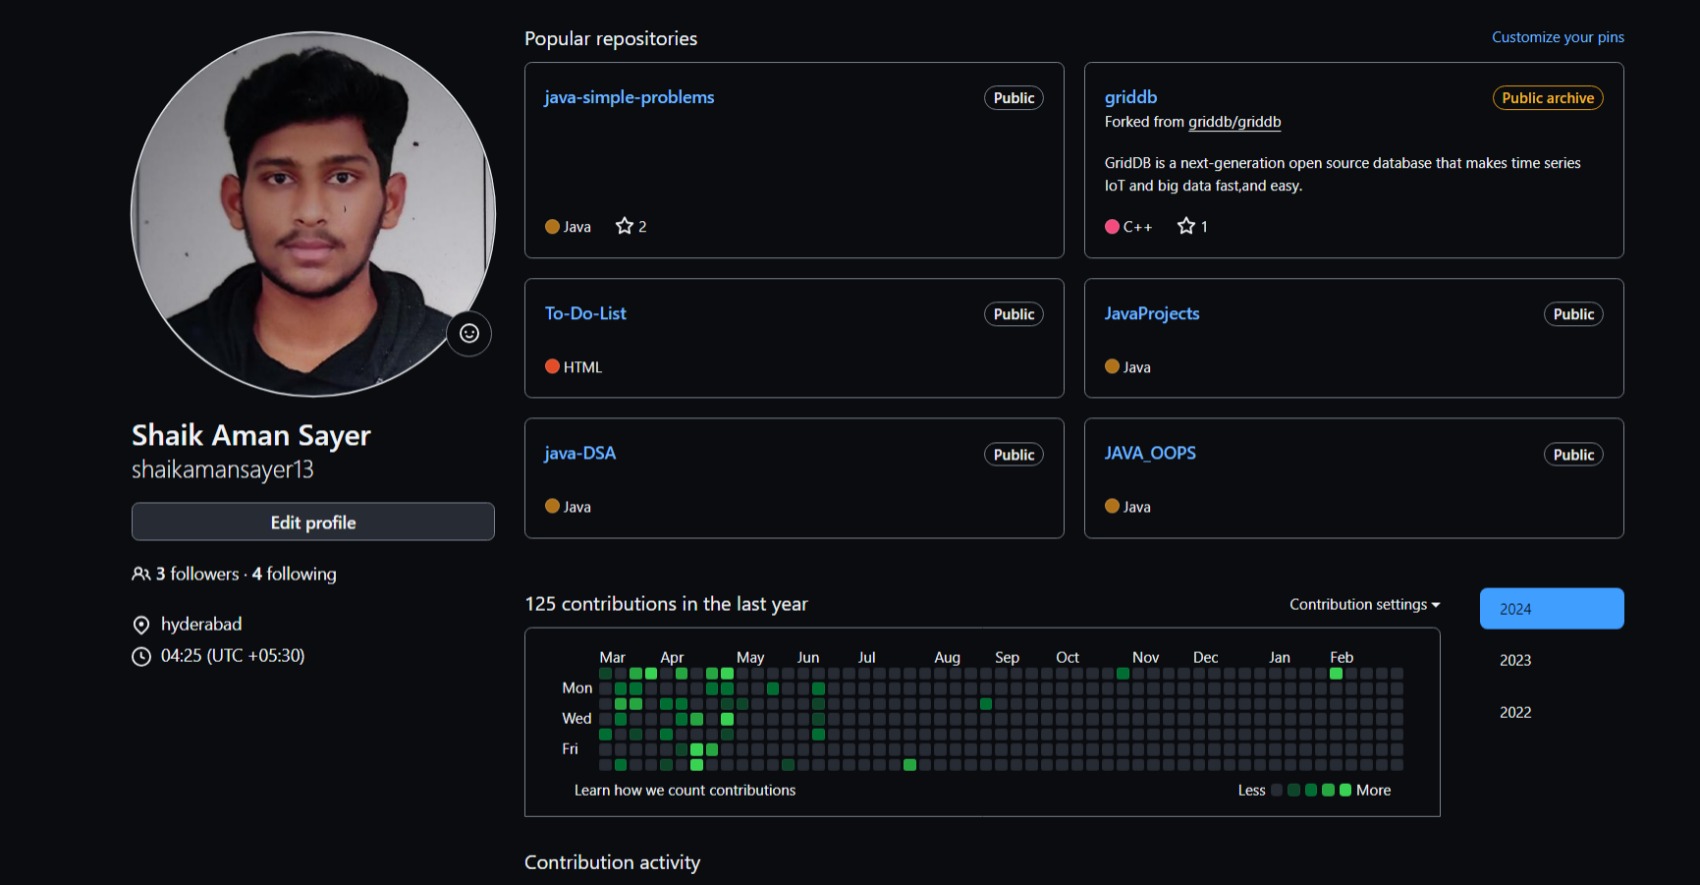 Shaik Aman Sayer
shaikamansayer13
Edit profile
3 followers · 4 following
hyderabad
04:25 (UTC +05:30)
Popular repositories
Customize your pins
java-simple-problems
Public
Java
2
griddb
Public archive
Forked from griddb/griddb
GridDB is a next-generation open source database that makes time series
IoT and big data fast,and easy.
C++
1
To-Do-List
Public
HTML
JavaProjects
Public
Java
java-DSA
Public
Java
JAVA_OOPS
Public
Java
125 contributions in the last year
Contribution settings
2024
2023
2022
Mar Apr May Jun Jul Aug Sep Oct Nov Dec Jan Feb
Mon
Wed
Fri
Learn how we count contributions
Less More
Contribution activity